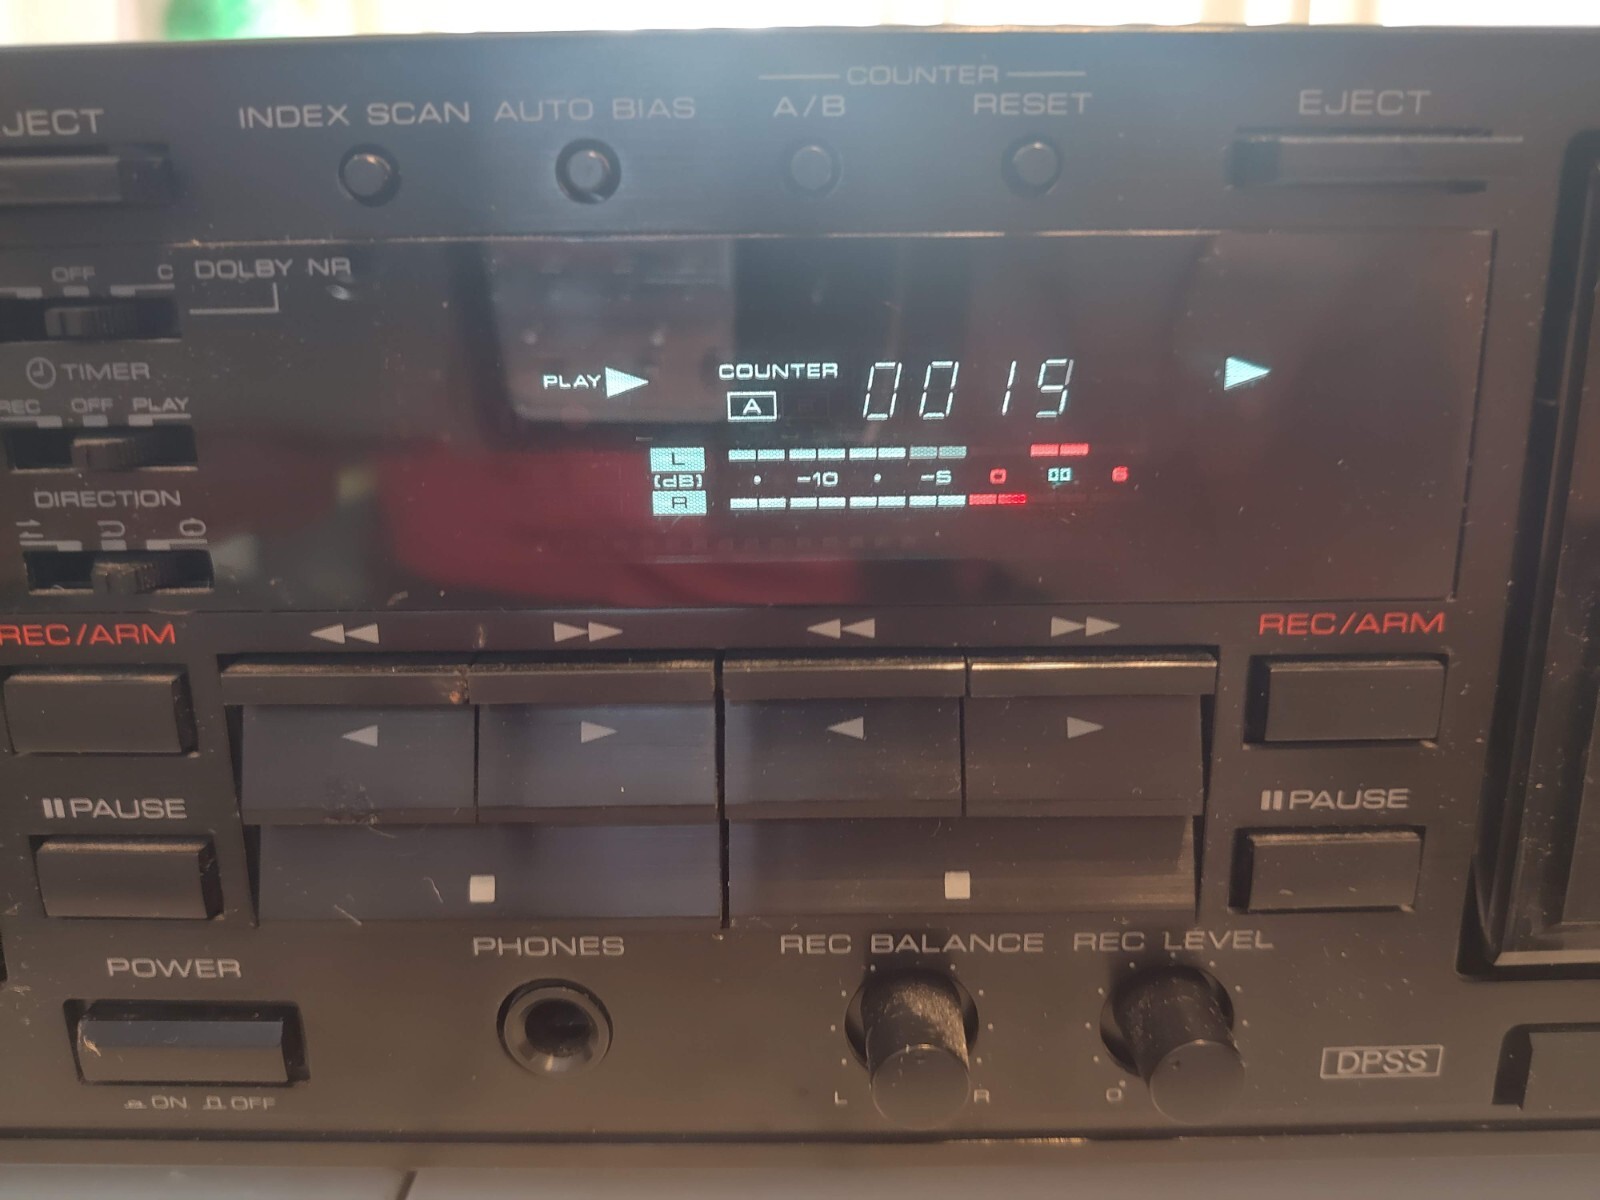 COUNTER
JECT
INDEX SCAN
AUTO BIAS
A/B
RESET
EJECT
OFF
C
DOLBY NR
TIMER
REC OFF PLAY
DIRECTION
PLAY
COUNTER
A
0019
L
[dB] -10 -5 0 6
R
REC/ARM
REC/ARM
PAUSE
PAUSE
POWER
PHONES
REC BALANCE
REC LEVEL
ON OFF
L R
0
DPSS